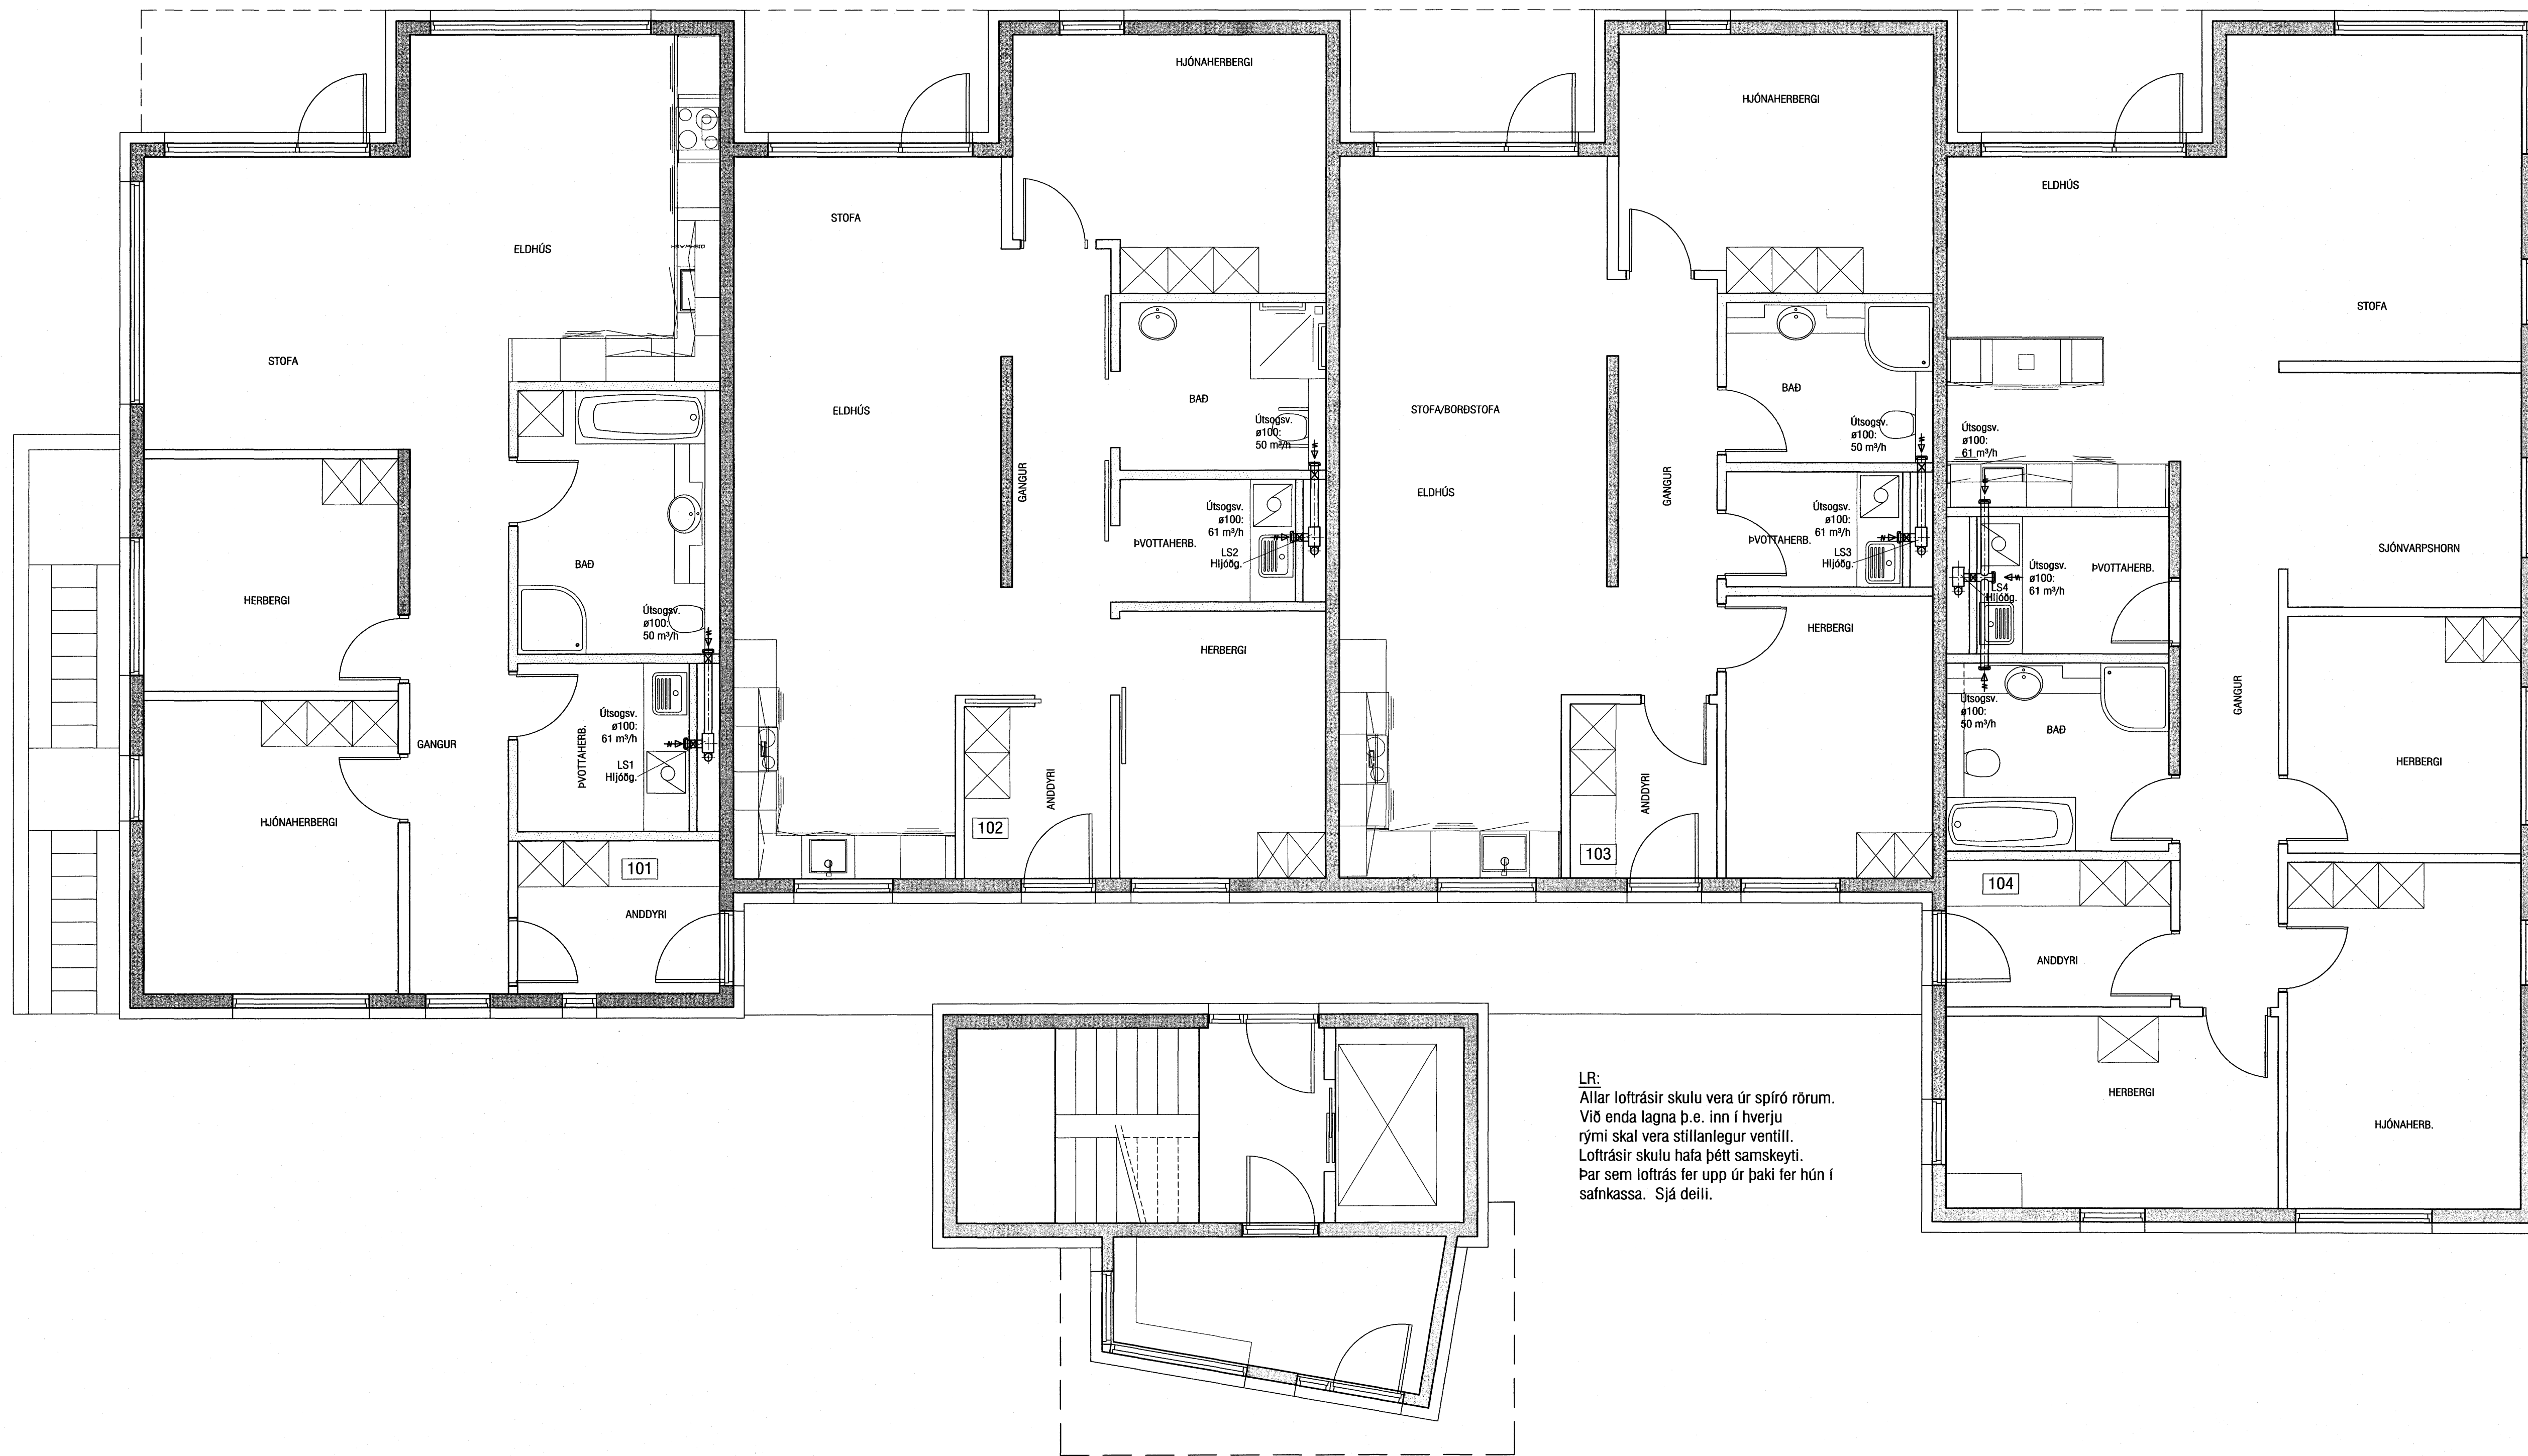 HJÓNAHERBERGI
HJÓNAHERBERGI
ELDHÚS
STOFA
ELDHÚS
STOFA
STOFA
ELDHÚS
BAÐ
Útsogsv.
ø100:
50 m³/h
STOFA/BORÐSTOFA
BAÐ
Útsogsv.
ø100:
50 m³/h
Útsogsv.
ø100:
61 m³/h
GANGUR
ELDHÚS
GANGUR
Útsogsv.
ø100:
61 m³/h
LS2
Hljóðg.
ÞVOTTAHERB.
Útsogsv.
ø100:
61 m³/h
LS3
Hljóðg.
ÞVOTTAHERB.
SJÓNVARPSHORN
BAÐ
ÞVOTTAHERB.
Útsogsv.
ø100:
61 m³/h
LS4
Hljóðg.
HERBERGI
Útsogsv.
ø100:
50 m³/h
HERBERGI
HERBERGI
GANGUR
Útsogsv.
ø100:
50 m³/h
BAÐ
GANGUR
Útsogsv.
ø100:
61 m³/h
LS1
Hljóðg.
ÞVOTTAHERB.
HERBERGI
HJÓNAHERBERGI
ANDDYRI
102
ANDDYRI
103
101
104
ANDDYRI
ANDDYRI
HERBERGI
HJÓNAHERB.
LR:
Allar loftrásir skulu vera úr spíró rörum.
Við enda lagna þ.e. inn í hverju
rými skal vera stillanlegur ventill.
Loftrásir skulu hafa þétt samskeyti.
Þar sem loftrás fer upp úr þaki fer hún í
safnkassa. Sjá deili.